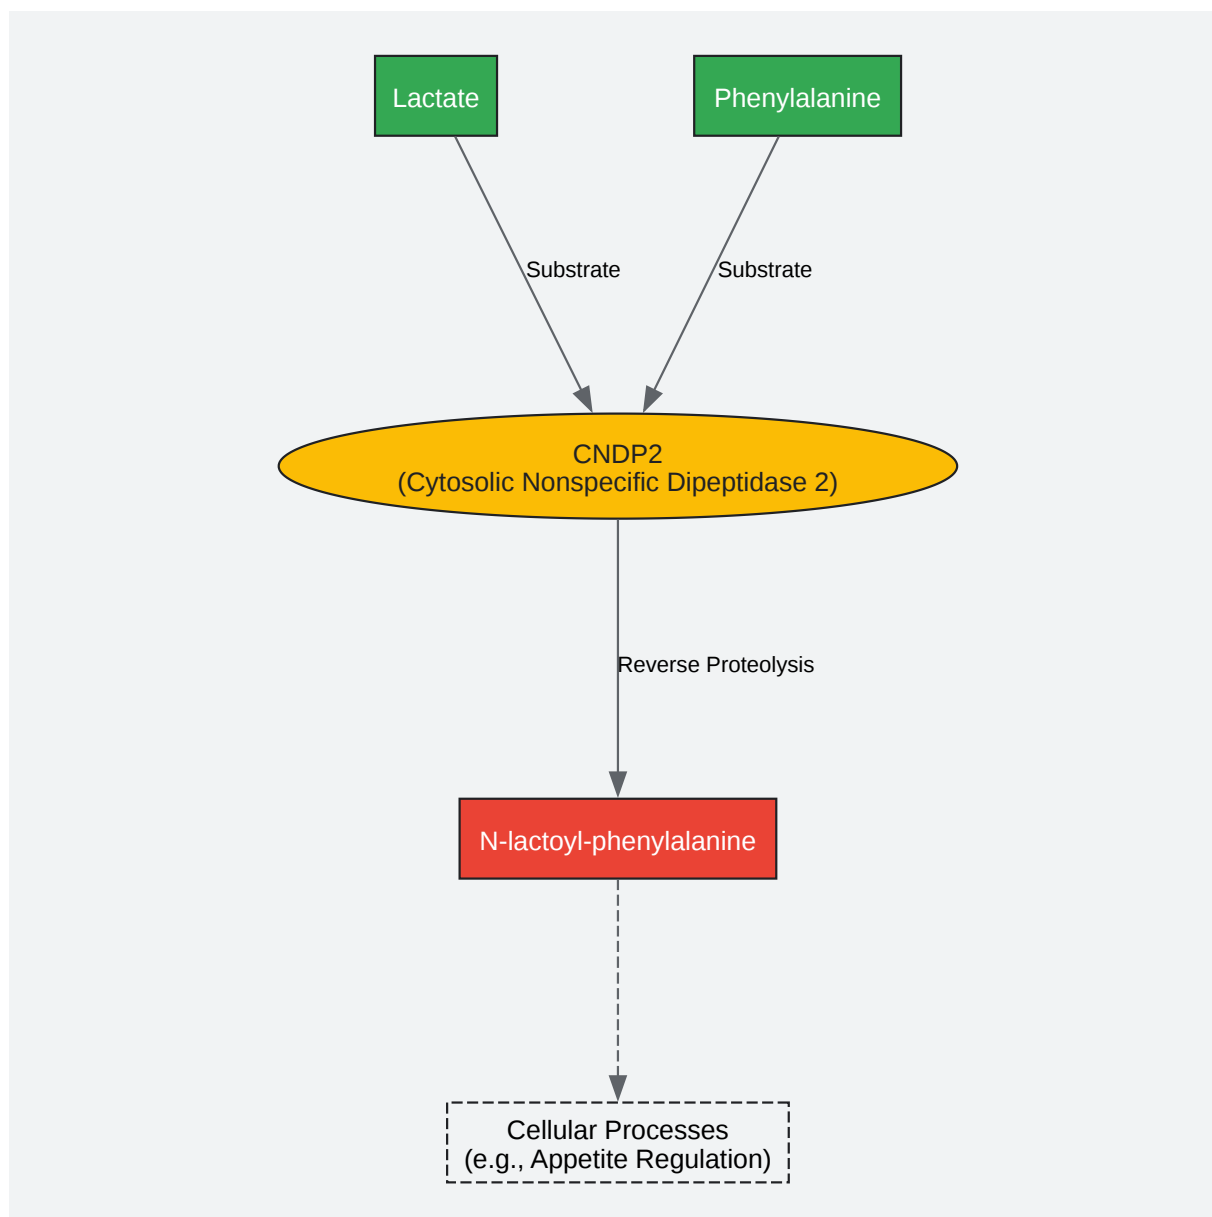 Lactate
Phenylalanine
Substrate
Substrate
CNDP2
(Cytosolic Nonspecific Dipeptidase 2)
Reverse Proteolysis
N-lactoyl-phenylalanine
Cellular Processes
(e.g., Appetite Regulation)